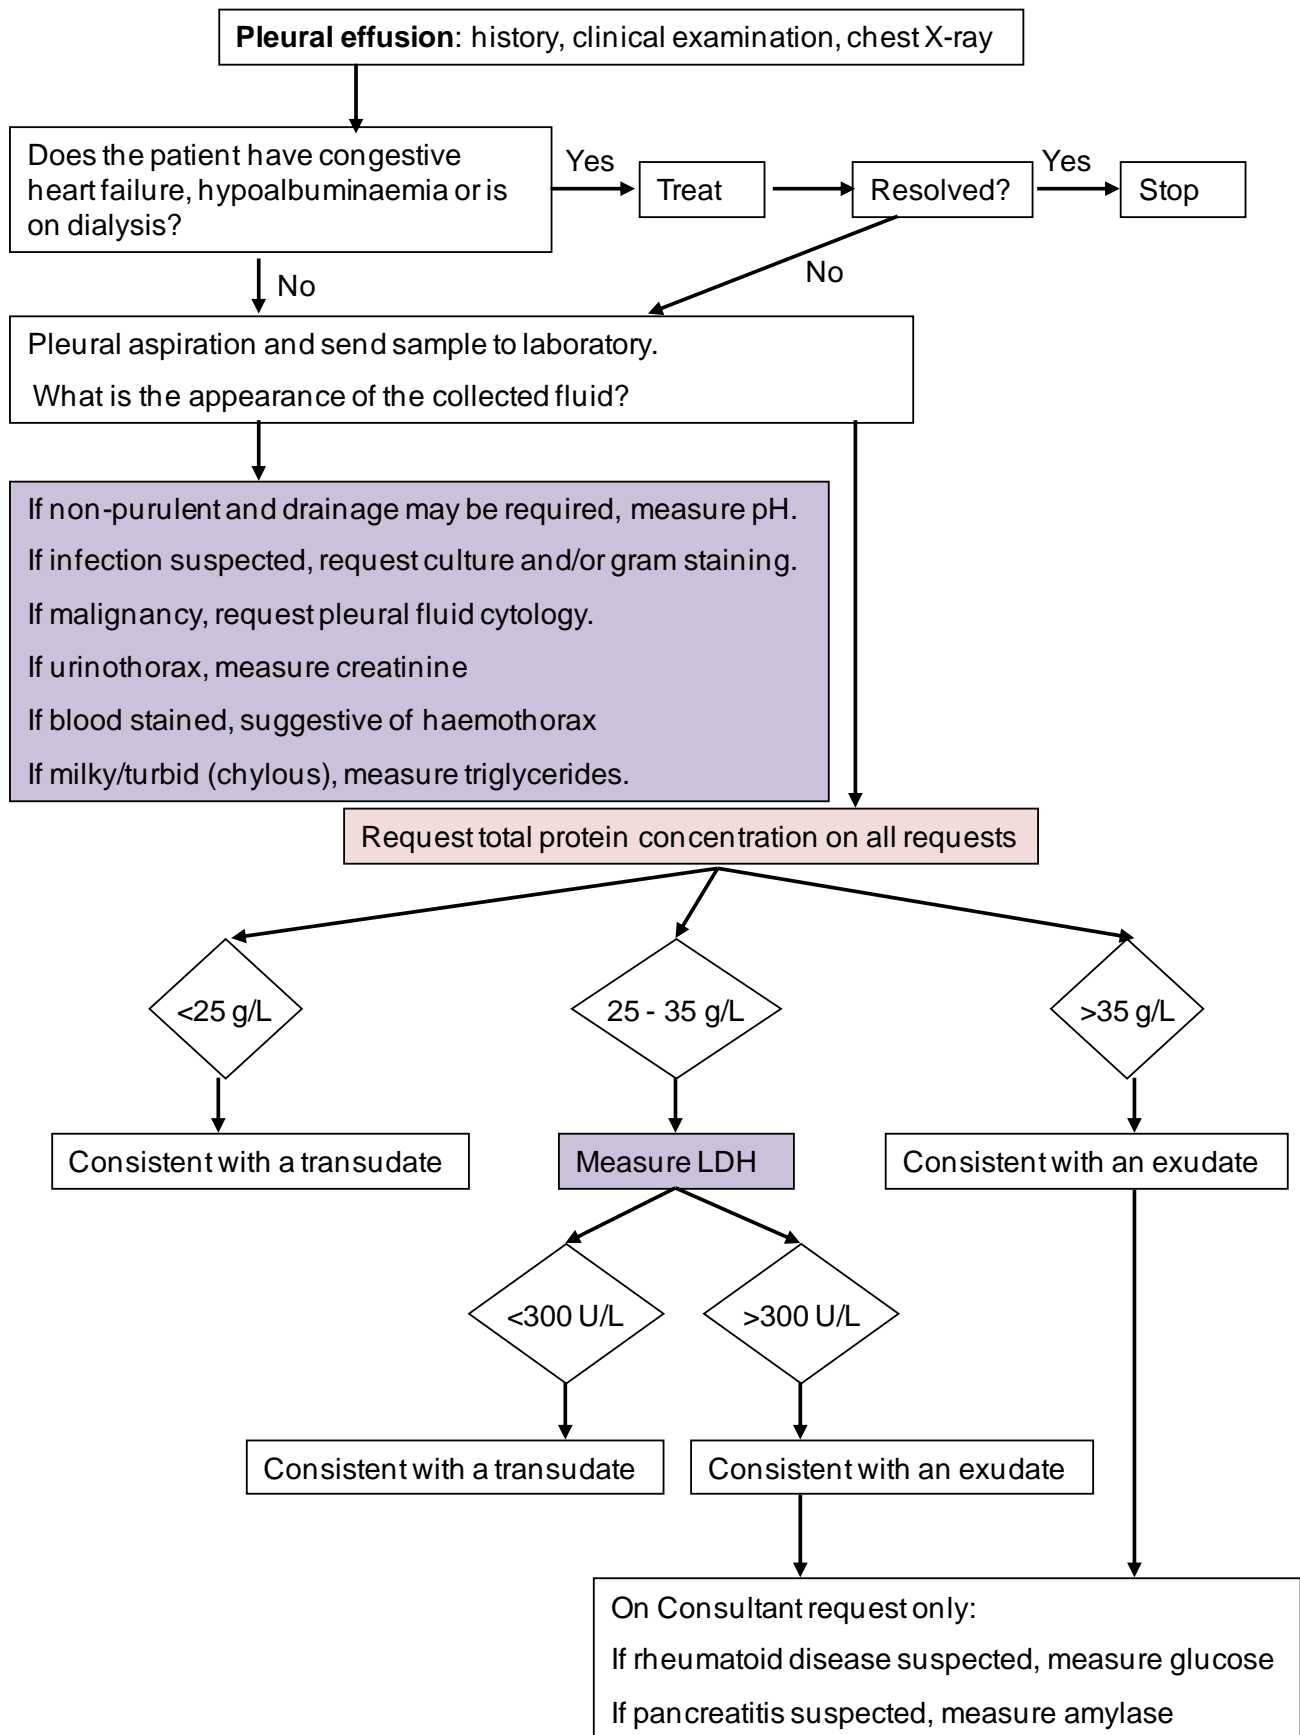 Pleural effusion: history, clinical examination, chest X-ray
Does the patient have congestive
heart failure, hypoalbuminaemia or is
on dialysis?
Yes
Treat
Resolved?
Yes
Stop
No
No
Pleural aspiration and send sample to laboratory.
What is the appearance of the collected fluid?
If non-purulent and drainage may be required, measure pH.
If infection suspected, request culture and/or gram staining.
If malignancy, request pleural fluid cytology.
If urinothorax, measure creatinine
If blood stained, suggestive of haemothorax
If milky/turbid (chylous), measure triglycerides.
Request total protein concentration on all requests
<25 g/L
25 - 35 g/L
>35 g/L
Consistent with a transudate
Measure LDH
Consistent with an exudate
<300 U/L
>300 U/L
Consistent with a transudate
Consistent with an exudate
On Consultant request only:
If rheumatoid disease suspected, measure glucose
If pancreatitis suspected, measure amylase